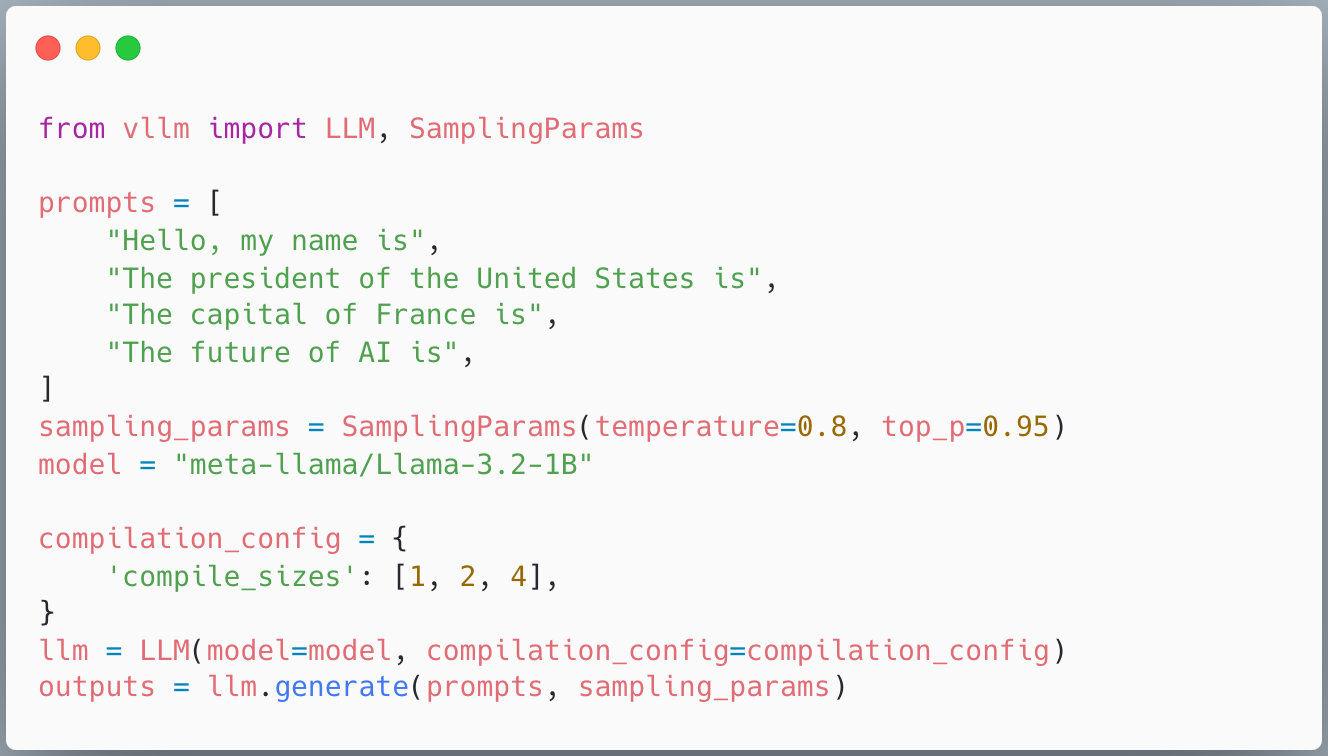 from vllm import LLM, SamplingParams

prompts = [
    "Hello, my name is",
    "The president of the United States is",
    "The capital of France is",
    "The future of AI is",
]
sampling_params = SamplingParams(temperature=0.8, top_p=0.95)
model = "meta-llama/Llama-3.2-1B"

compilation_config = {
    'compile_sizes': [1, 2, 4],
}
llm = LLM(model=model, compilation_config=compilation_config)
outputs = llm.generate(prompts, sampling_params)